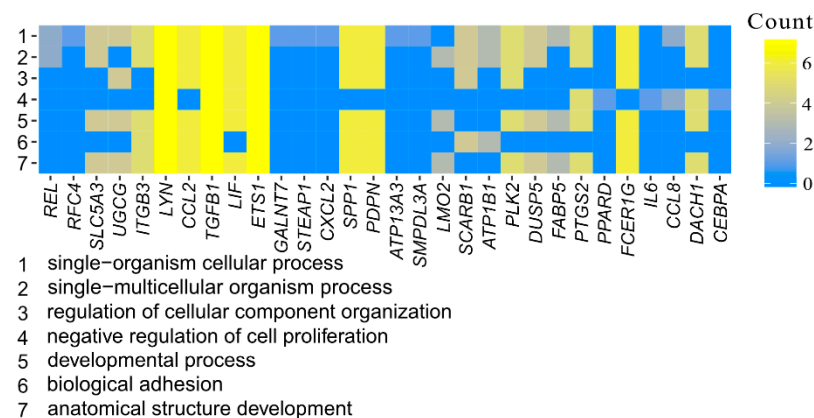 Count
1
2
3
4
5
6
7
6
4
2
0
REL
RFC4
SLC5A3
UGCG
ITGB3
LYN
CCL2
TGFB1
LIF
ETS1
GALNT7
STEAP1
CXCL2
SPP1
PDPN
ATP13A3
SMPDL3A
LMO2
SCARB1
ATP1B1
PLK2
DUSP5
FABP5
PTGS2
PPARD
FCER1G
IL6
CCL8
DACH1
CEBPA
1 single-organism cellular process
2 single-multicellular organism process
3 regulation of cellular component organization
4 negative regulation of cell proliferation
5 developmental process
6 biological adhesion
7 anatomical structure development